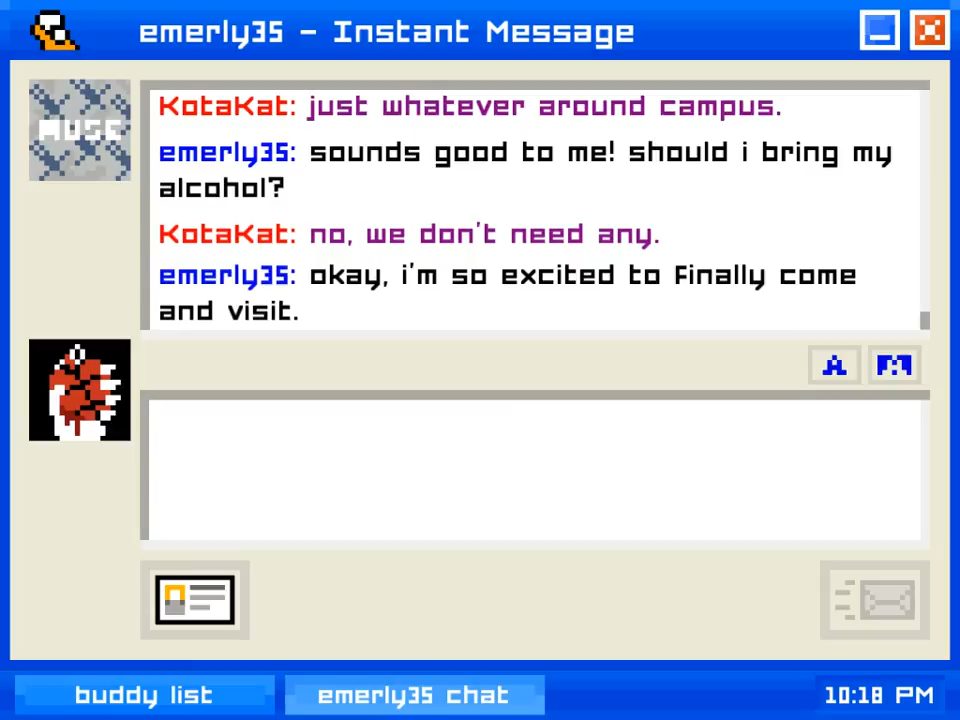 emerly35 – Instant Message
MUSE
KotaKat: just whatever around campus.
emerly35: sounds good to me! should i bring my
alcohol?
KotaKat: no, we don't need any.
emerly35: okay, i'm so excited to finally come
and visit.
A
buddy list
emerly35 chat
10:18 PM